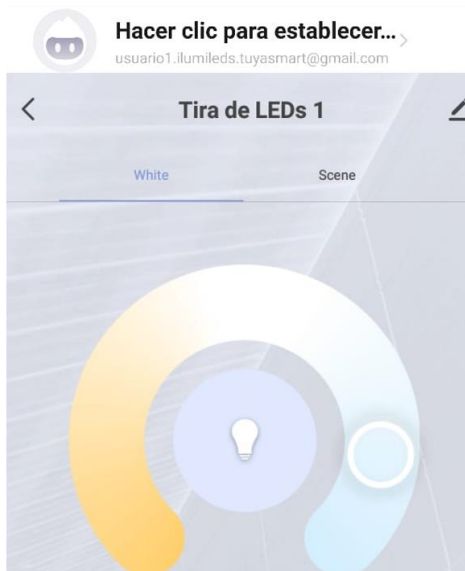 Hacer clic para establecer...
usuario1.ilumileds.tuyasmart@gmail.com
Tira de LEDs 1
White
Scene